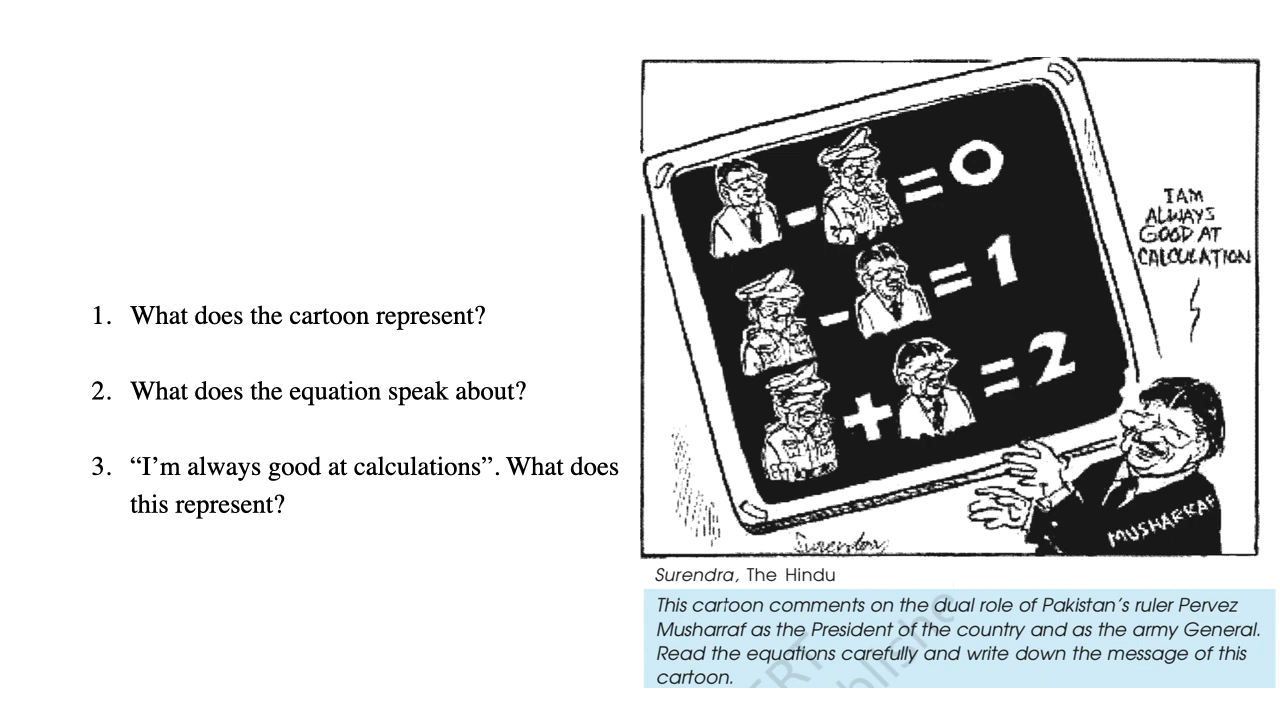 1. What does the cartoon represent?
2. What does the equation speak about?
3. “I’m always good at calculations”. What does
this represent?
= 0
= 1
= 2
I AM
ALWAYS
GOOD AT
CALCULATION
MUSHARRAF
Surendra
Surendra, The Hindu
This cartoon comments on the dual role of Pakistan’s ruler Pervez
Musharraf as the President of the country and as the army General.
Read the equations carefully and write down the message of this
cartoon.